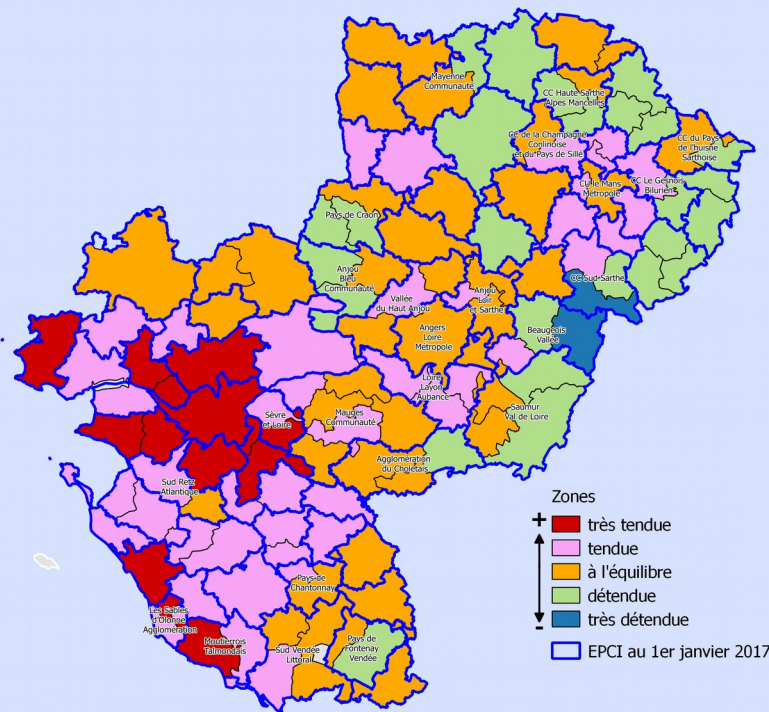 Mayenne
Communauté
CC Haute Sarthe
Alpes Mancelles
CC de la Champagne
Conlinoise
et du Pays de Sillé
CC du Pays
de l'huisne
Sarthoise
CU le Mans
Métropole
CC Le Gesnois
Bilurien
Pays de Craon
Anjou
Bleu
Communauté
CC Sud Sarthe
Vallée
du Haut Anjou
Anjou
Loir
et Sarthe
Angers
Loire
Métropole
Beaugeois
Vallée
Loire
Layon
Aubance
Saumur
Val de Loire
Sèvre
et Loire
Mauges
Communauté
Agglomération
du Choletais
Sud Retz
Atlantique
Pays de
Chantonnay
Les Sables
d'Olonne
Agglomération
Moutierrois
Talmondais
Sud Vendée
Littoral
Pays de
Fontenay
Vendée
Zones
+ très tendue
tendue
à l'équilibre
détendue
- très détendue
EPCI au 1er janvier 2017